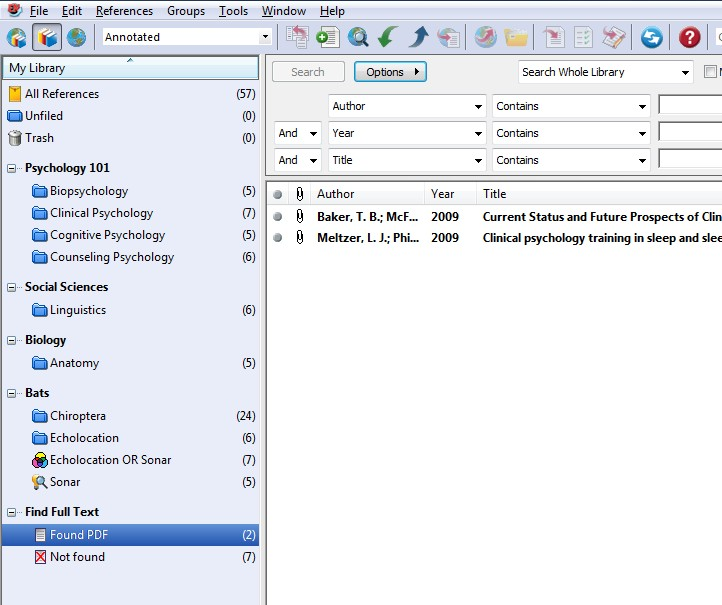 File Edit References Groups Tools Window Help
Annotated
My Library
All References (57)
Unfiled (0)
Trash (0)
Psychology 101
Biopsychology (5)
Clinical Psychology (7)
Cognitive Psychology (5)
Counseling Psychology (6)
Social Sciences
Linguistics (6)
Biology
Anatomy (5)
Bats
Chiroptera (24)
Echolocation (6)
Echolocation OR Sonar (7)
Sonar (5)
Find Full Text
Found PDF (2)
Not found (7)
Search Options Search Whole Library
Author Contains
And Year Contains
And Title Contains
Author Year Title
Baker, T. B.; McF... 2009 Current Status and Future Prospects of Clin
Meltzer, L. J.; Phi... 2009 Clinical psychology training in sleep and slee